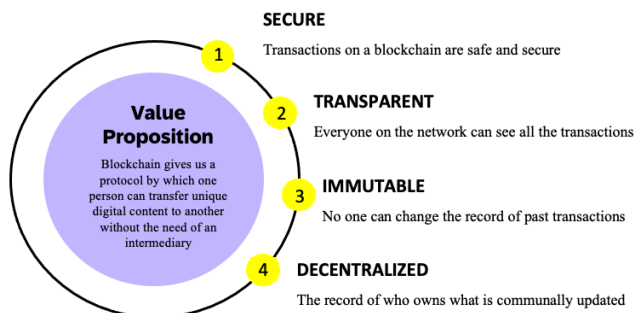 Value
Proposition
Blockchain gives us a
protocol by which one
person can transfer unique
digital content to another
without the need of an
intermediary
1
SECURE
Transactions on a blockchain are safe and secure
2
TRANSPARENT
Everyone on the network can see all the transactions
3
IMMUTABLE
No one can change the record of past transactions
4
DECENTRALIZED
The record of who owns what is communally updated